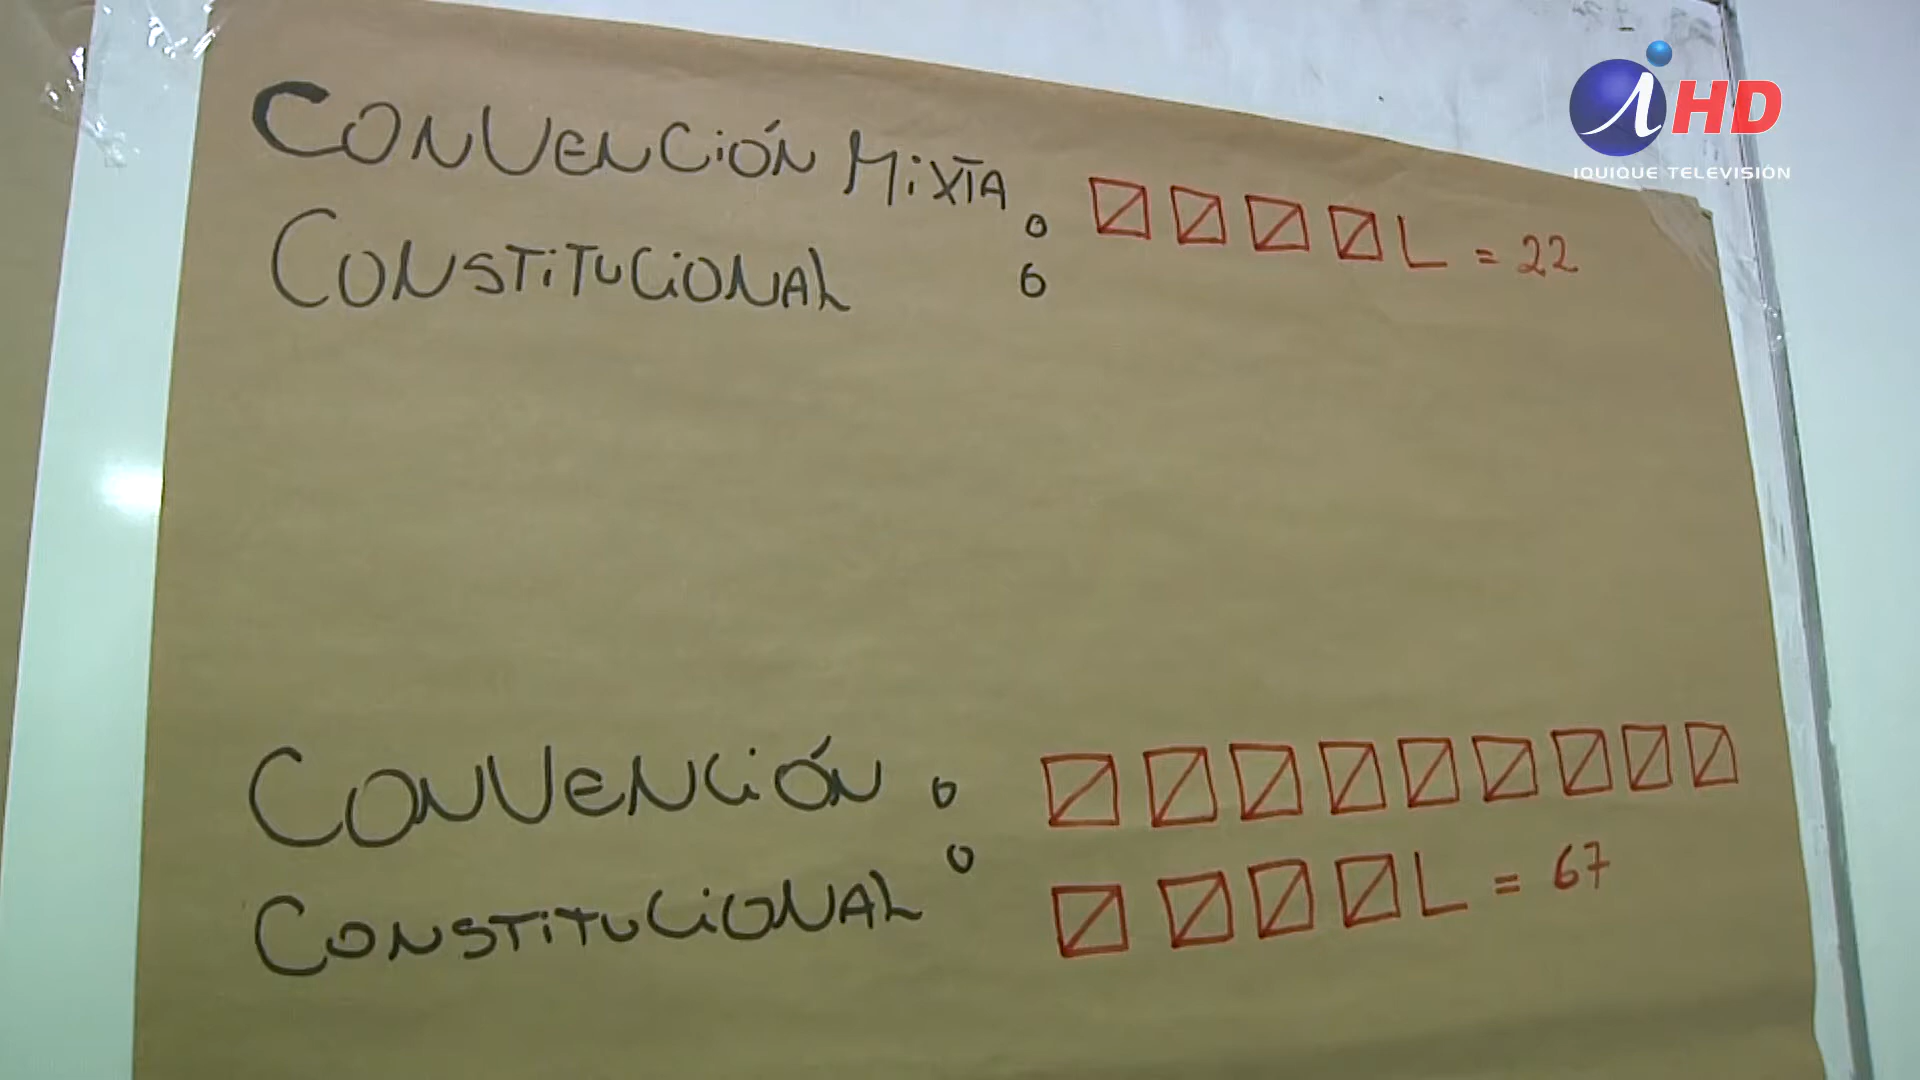 CONVENCIÓN MIXTA
CONSTITUCIONAL : = 22
CONVENCIÓN
CONSTITUCIONAL : = 67
iHD
IQUIQUE TELEVISIÓN